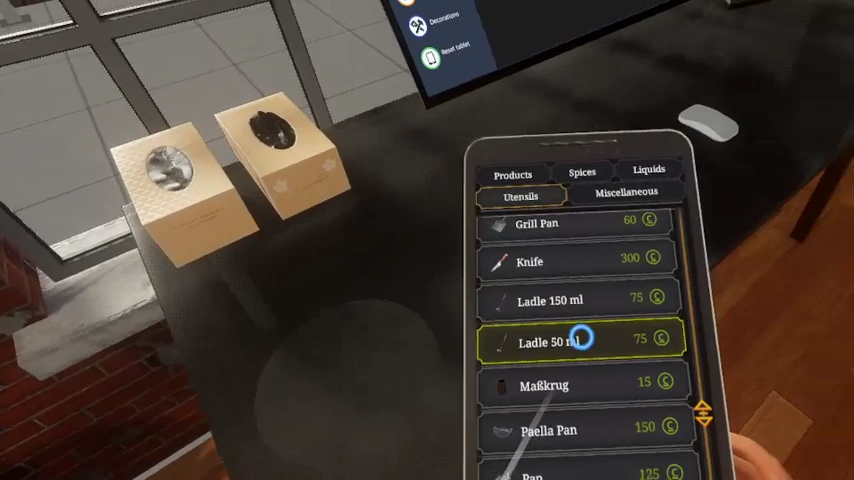 Decorations
Reset tablet
Products
Spices
Liquids
Utensils
Miscellaneous
Grill Pan 60
Knife 300
Ladle 150 ml 75
Ladle 50 ml 75
Maßkrug 15
Paella Pan 150
Pan 125